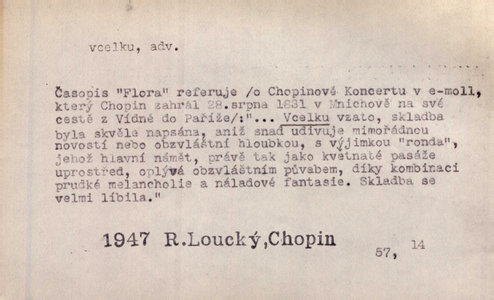 vcelku, adv.
Časopis "Flora" referuje /o Chopinově Koncertu v e-moll,
který Chopin zahrál 28.srpna 1831 v Mnichově na své
cestě z Vídně do Paříže/:"... Vcelku vzato, skladba
byla skvěle napsána, aniž snad udivuje mimořádnou
novostí nebo obzvláštní hloubkou, s výjimkou "ronda",
jehož hlavní námět, právě tak jako květnaté pasáže
uprostřed, oplývá obzvláštním půvabem, díky kombinaci
prudké melancholie a náladové fantasie. Skladba se
velmi líbila."
1947 R.Loucký,Chopin
57, 14